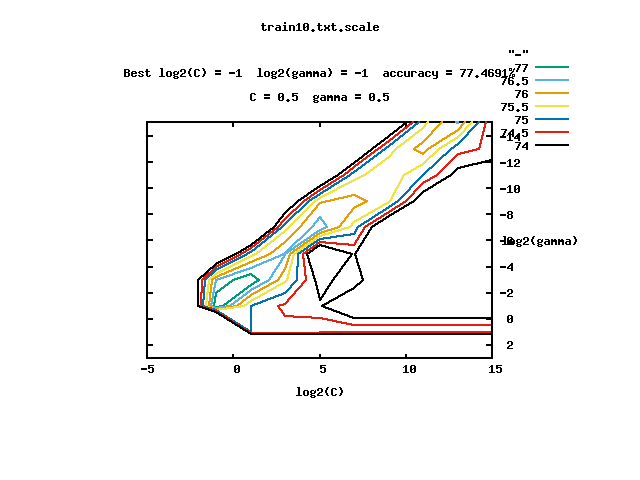 train10.txt.scale
"-"
Best log2(C) = -1  log2(gamma) = -1  accuracy = 77.4691%
77
76.5
C = 0.5  gamma = 0.5
76
75.5
75
74.5
74
-14
-12
-10
-8
-6
log2(gamma)
-4
-2
0
2
-5 0 5 10 15
log2(C)